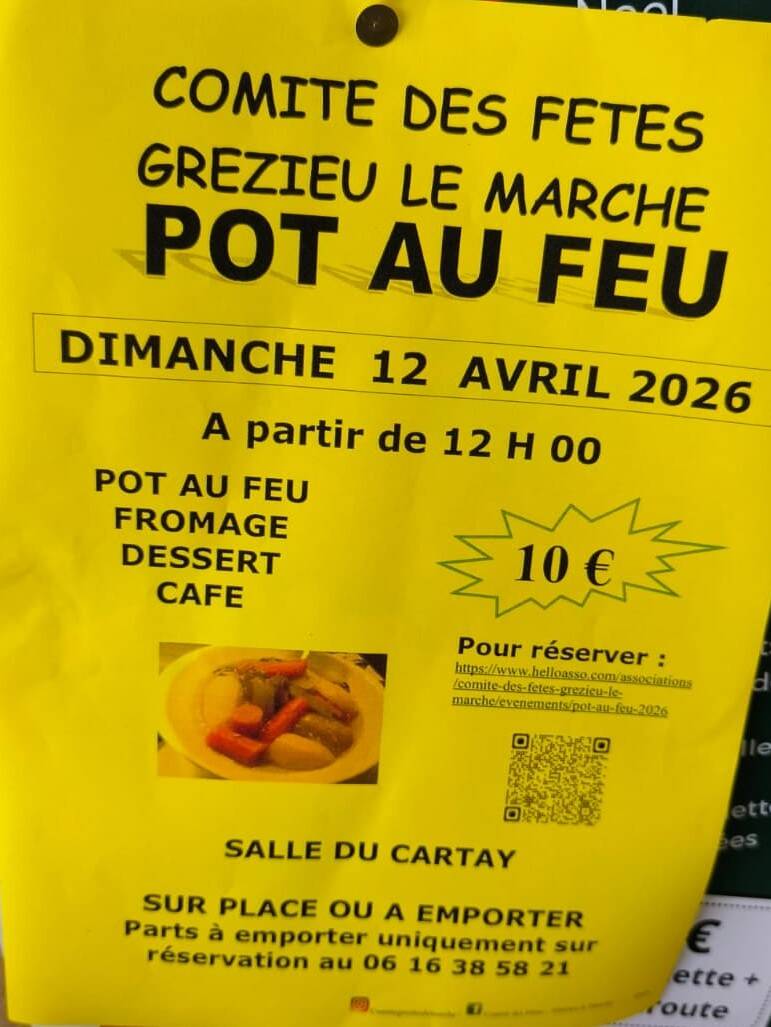 COMITE DES FETES
GREZIEU LE MARCHE
POT AU FEU
DIMANCHE 12 AVRIL 2026
A partir de 12 H 00
POT AU FEU
FROMAGE
DESSERT
CAFE
10 €
Pour réserver :
https://www.helloasso.com/associations
/comite-des-fetes-grezieu-le-
marche/evenements/pot-au-feu-2026
SALLE DU CARTAY
SUR PLACE OU A EMPORTER
Parts à emporter uniquement sur
réservation au 06 16 38 58 21
€
ette +
route